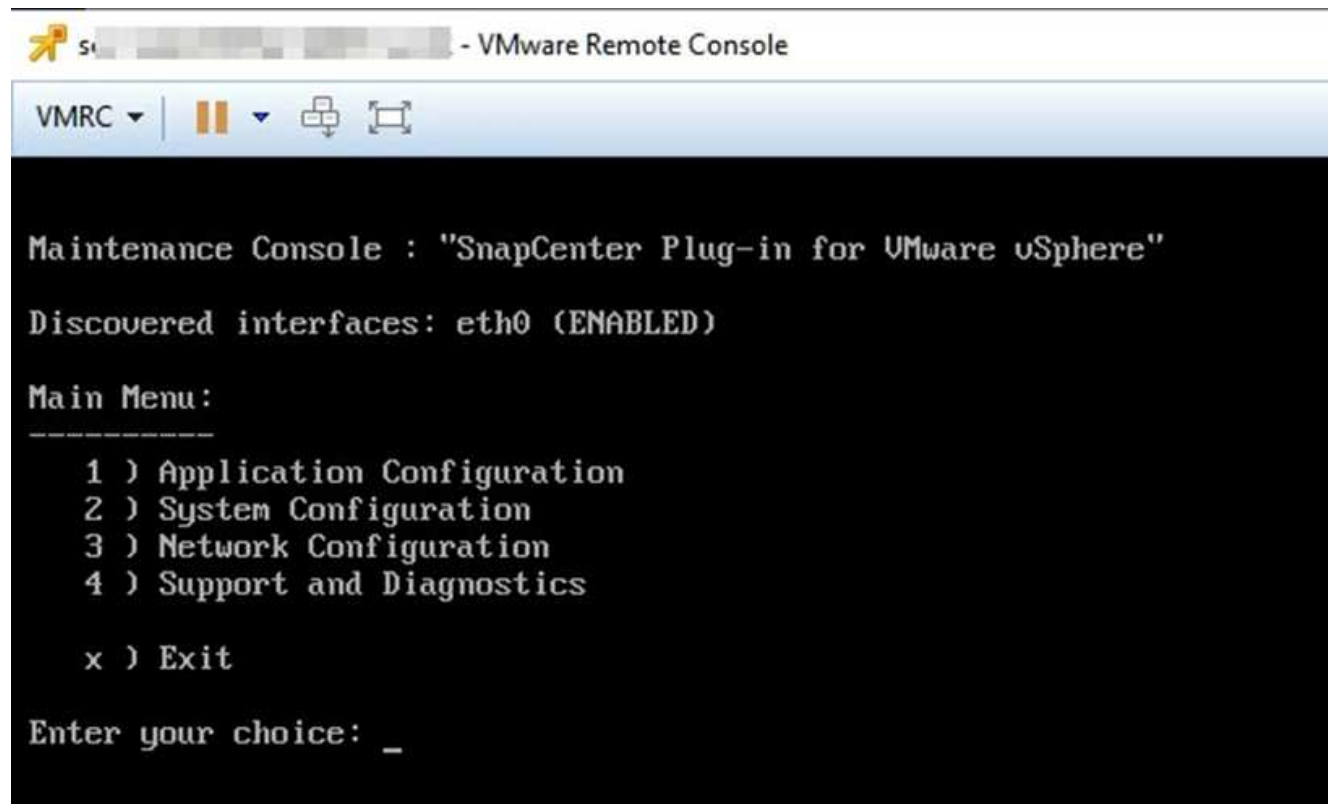 - VMware Remote Console
VMRC
Maintenance Console : "SnapCenter Plug-in for VMware vSphere"
Discovered interfaces: eth0 (ENABLED)
Main Menu:
----------
1 ) Application Configuration
2 ) System Configuration
3 ) Network Configuration
4 ) Support and Diagnostics
x ) Exit
Enter your choice: _